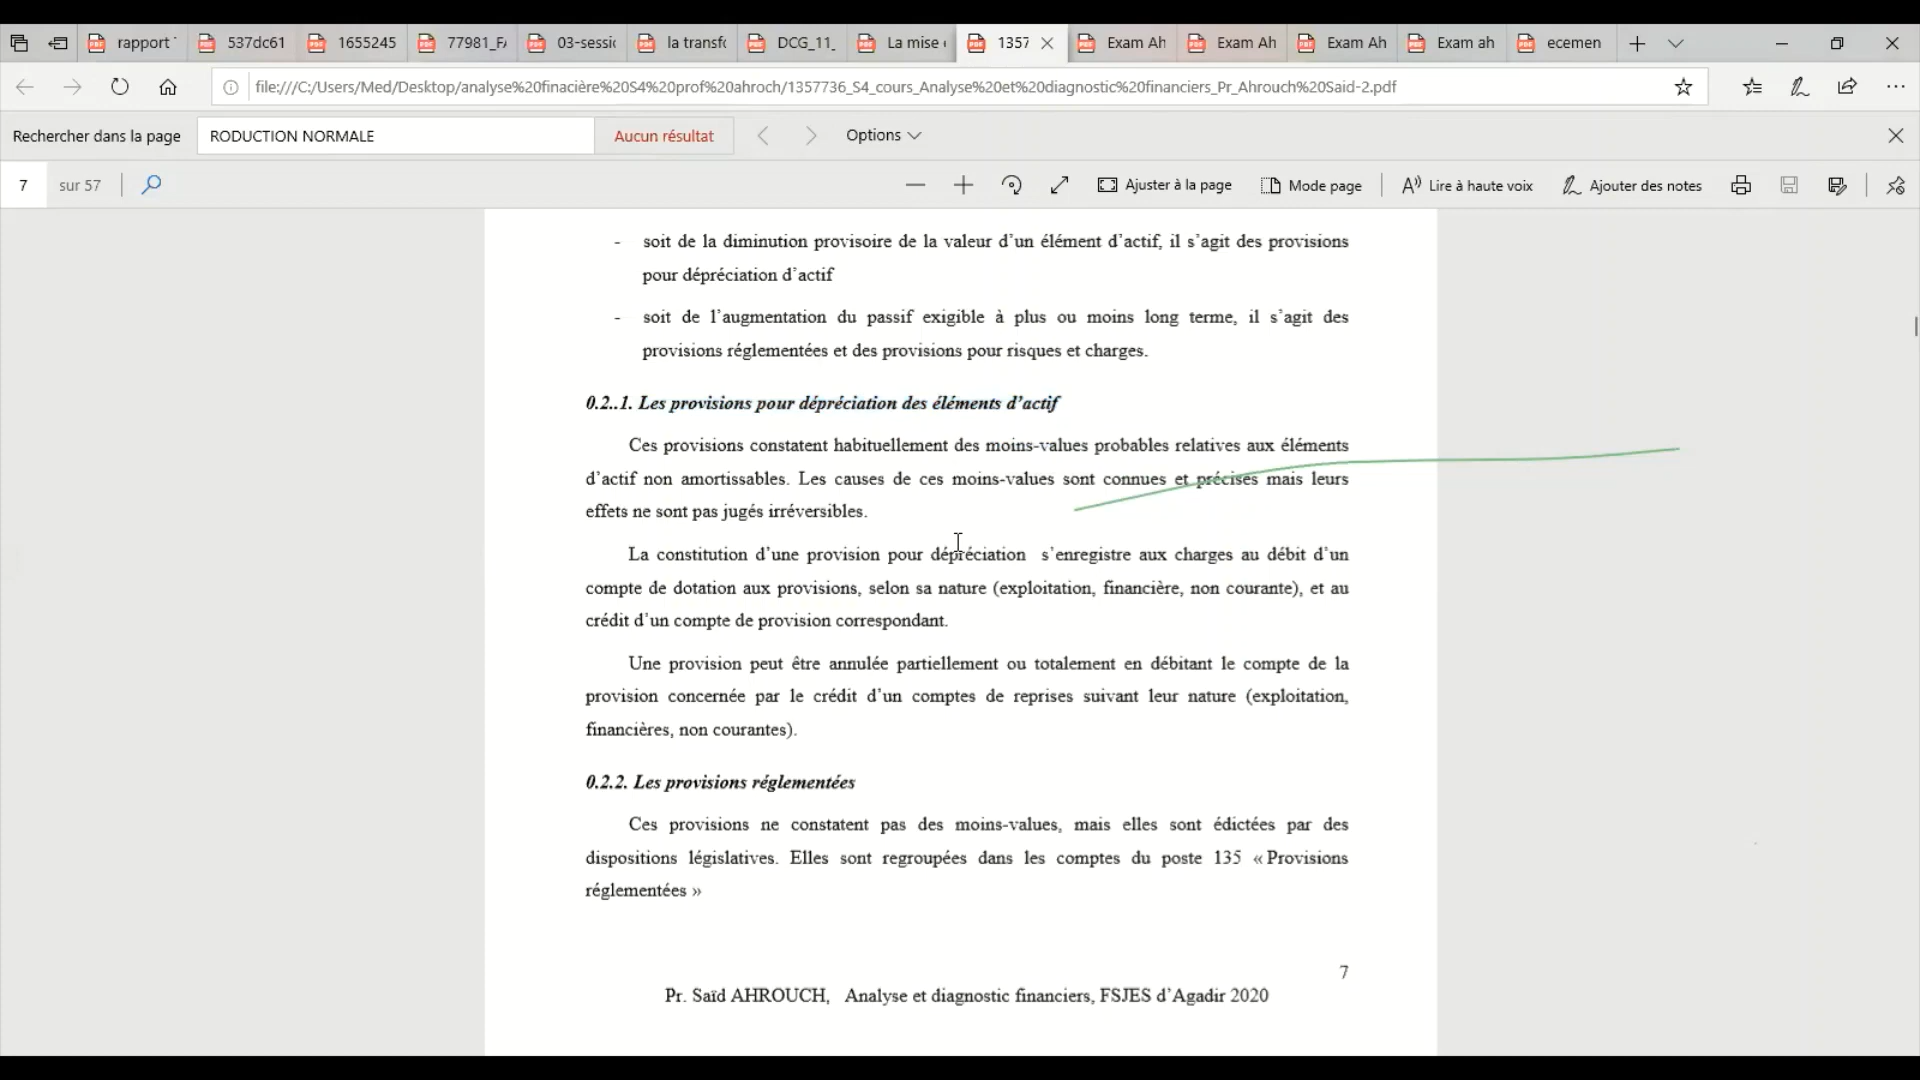 rapport
537dc61
1655245
77981_FA
03-sessic
la transfo
DCG_11_
La mise
1357
Exam Ah
Exam Ah
Exam Ah
Exam ah
ecemen
file:///C:/Users/Med/Desktop/analyse%20finacière%20S4%20prof%20ahroch/1357736_S4_cours_Analyse%20et%20diagnostic%20financiers_Pr_Ahrouch%20Said-2.pdf
Rechercher dans la page
RODUCTION NORMALE
Aucun résultat
Options
7 sur 57
Ajuster à la page
Mode page
Lire à haute voix
Ajouter des notes
- soit de la diminution provisoire de la valeur d’un élément d’actif, il s’agit des provisions
pour dépréciation d’actif
- soit de l’augmentation du passif exigible à plus ou moins long terme, il s’agit des
provisions réglementées et des provisions pour risques et charges.
0.2..1. Les provisions pour dépréciation des éléments d’actif
Ces provisions constatent habituellement des moins-values probables relatives aux éléments
d’actif non amortissables. Les causes de ces moins-values sont connues et précises mais leurs
effets ne sont pas jugés irréversibles.
La constitution d’une provision pour dépréciation s’enregistre aux charges au débit d’un
compte de dotation aux provisions, selon sa nature (exploitation, financière, non courante), et au
crédit d’un compte de provision correspondant.
Une provision peut être annulée partiellement ou totalement en débitant le compte de la
provision concernée par le crédit d’un comptes de reprises suivant leur nature (exploitation,
financières, non courantes).
0.2.2. Les provisions réglementées
Ces provisions ne constatent pas des moins-values, mais elles sont édictées par des
dispositions législatives. Elles sont regroupées dans les comptes du poste 135 « Provisions
réglementées »
7
Pr. Saïd AHROUCH, Analyse et diagnostic financiers, FSJES d’Agadir 2020